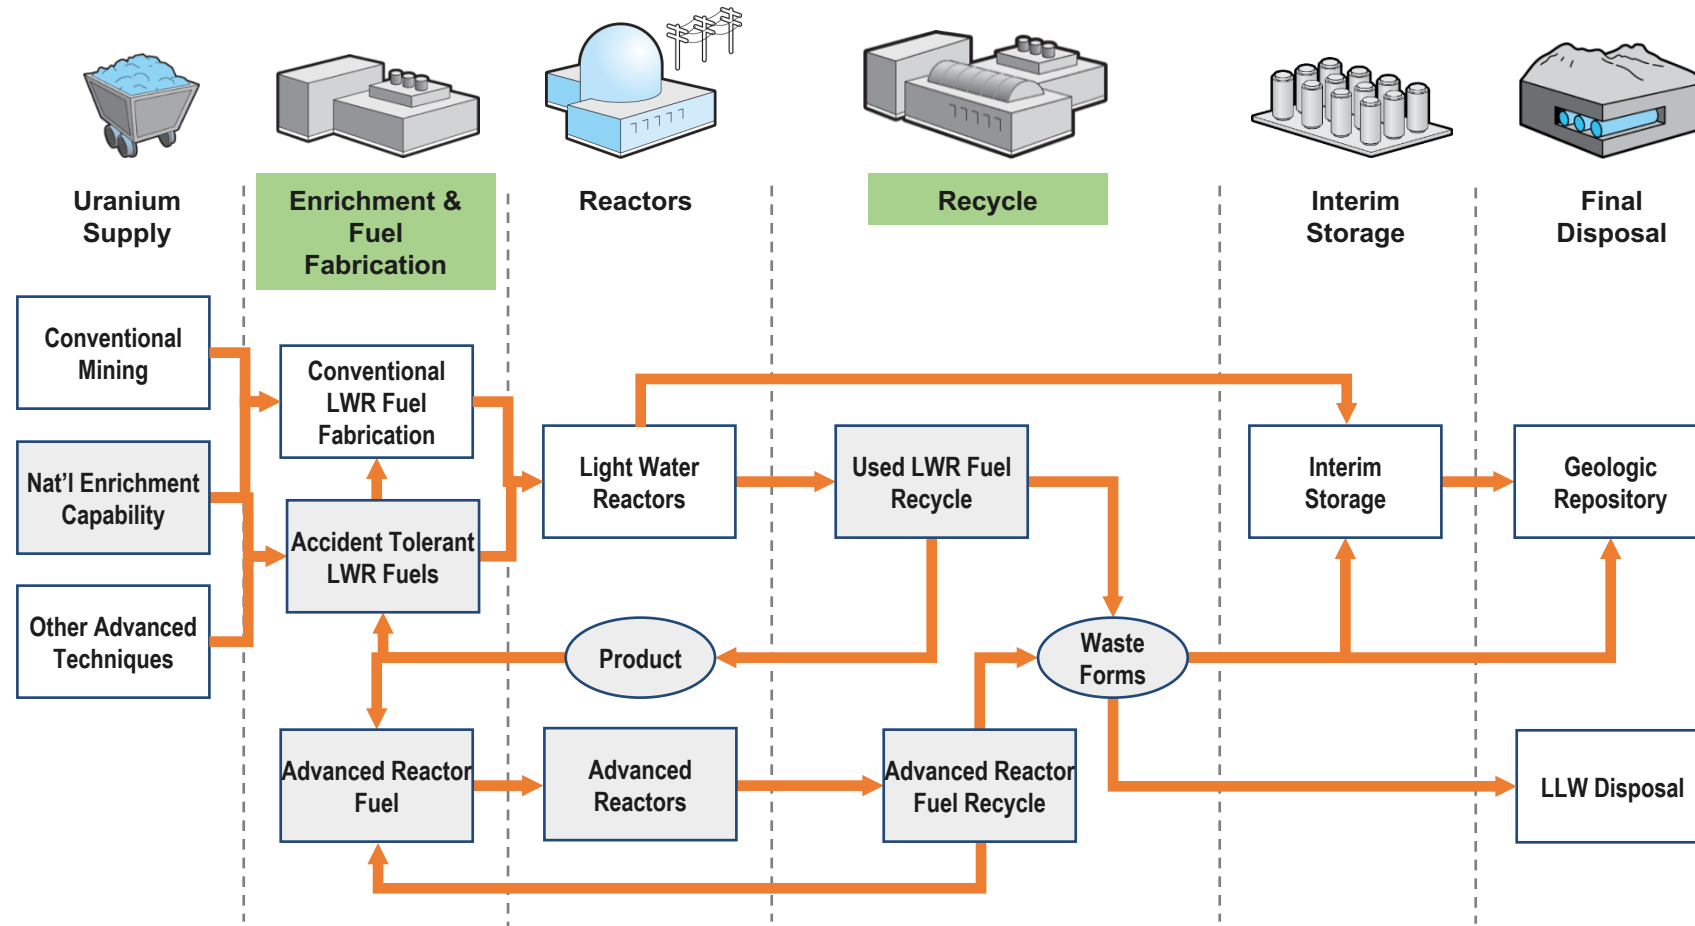 Uranium
Supply
Enrichment &
Fuel
Fabrication
Reactors
Recycle
Interim
Storage
Final
Disposal
Conventional
Mining
Nat'l Enrichment
Capability
Other Advanced
Techniques
Conventional
LWR Fuel
Fabrication
Accident Tolerant
LWR Fuels
Advanced Reactor
Fuel
Light Water
Reactors
Product
Advanced
Reactors
Used LWR Fuel
Recycle
Waste
Forms
Advanced Reactor
Fuel Recycle
Interim
Storage
Geologic
Repository
LLW Disposal